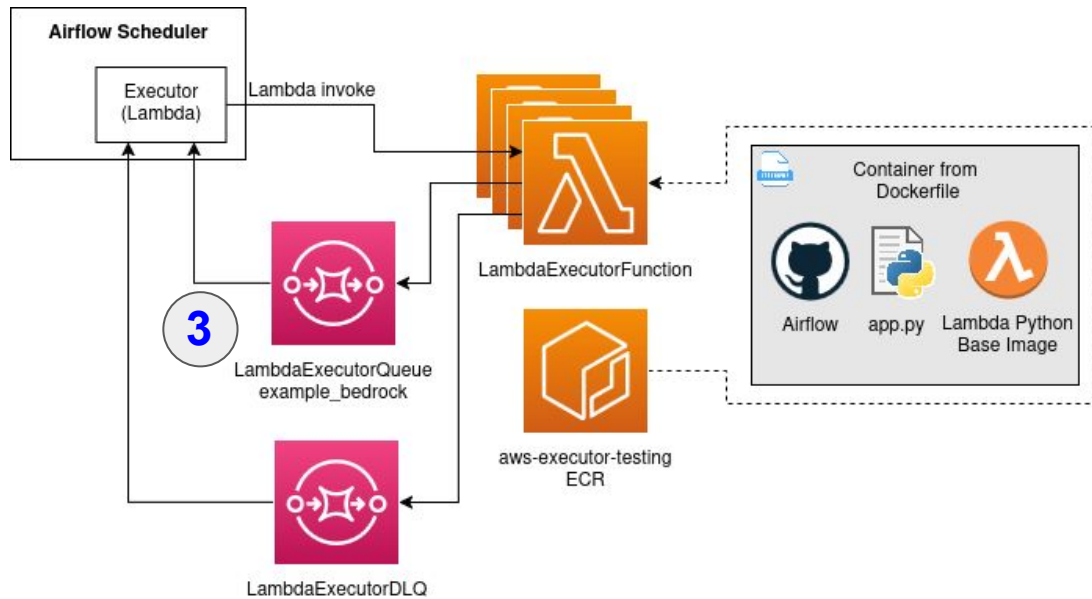 Airflow Scheduler
Executor
(Lambda)
Lambda invoke
LambdaExecutorFunction
Container from
Dockerfile
Airflow
app.py
Lambda Python
Base Image
3
LambdaExecutorQueue
example_bedrock
aws-executor-testing
ECR
LambdaExecutorDLQ